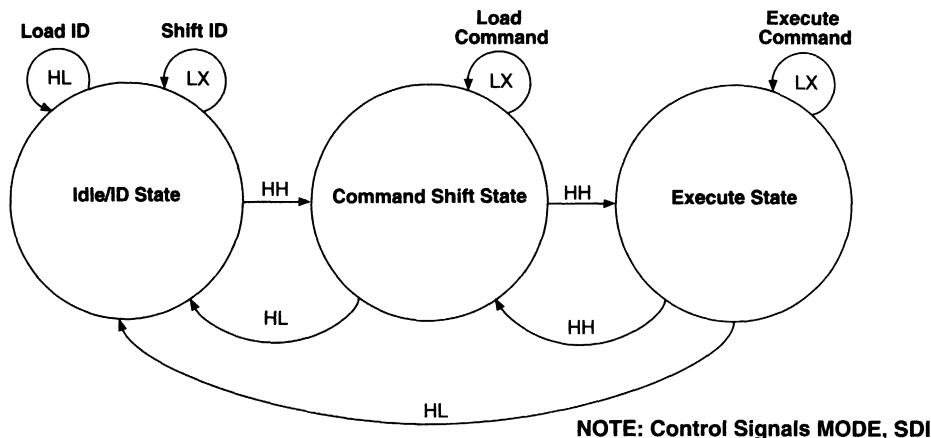 Load ID
Shift ID
Load
Command
Execute
Command
HL
LX
LX
LX
Idle/ID State
HH
Command Shift State
HH
Execute State
HL
HH
HL
NOTE: Control Signals MODE, SDI